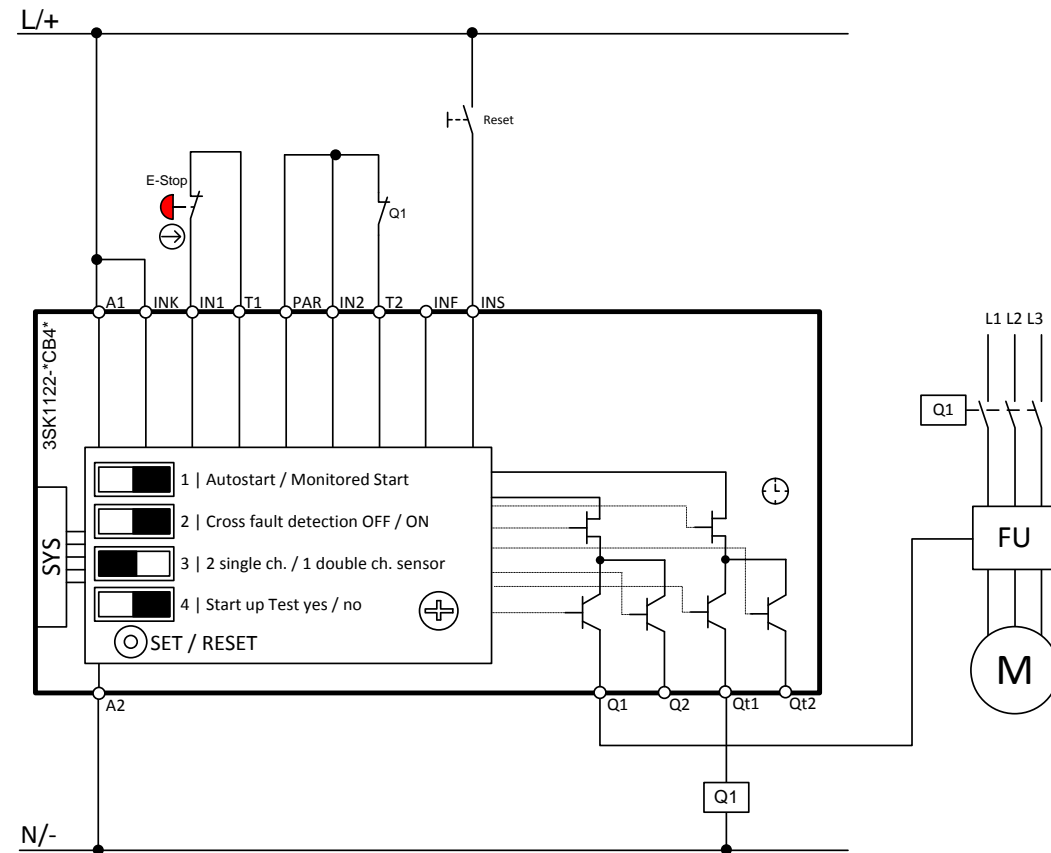 L/+
Reset
E-Stop
Q1
A1 INK IN1 T1 PAR IN2 T2 INF INS
3SK1122-*CB4*
L1 L2 L3
Q1
1 | Autostart / Monitored Start
2 | Cross fault detection OFF / ON
3 | 2 single ch. / 1 double ch. sensor
4 | Start up Test yes / no
SET / RESET
SYS
FU
M
A2
Q1 Q2 Qt1 Qt2
Q1
N/-